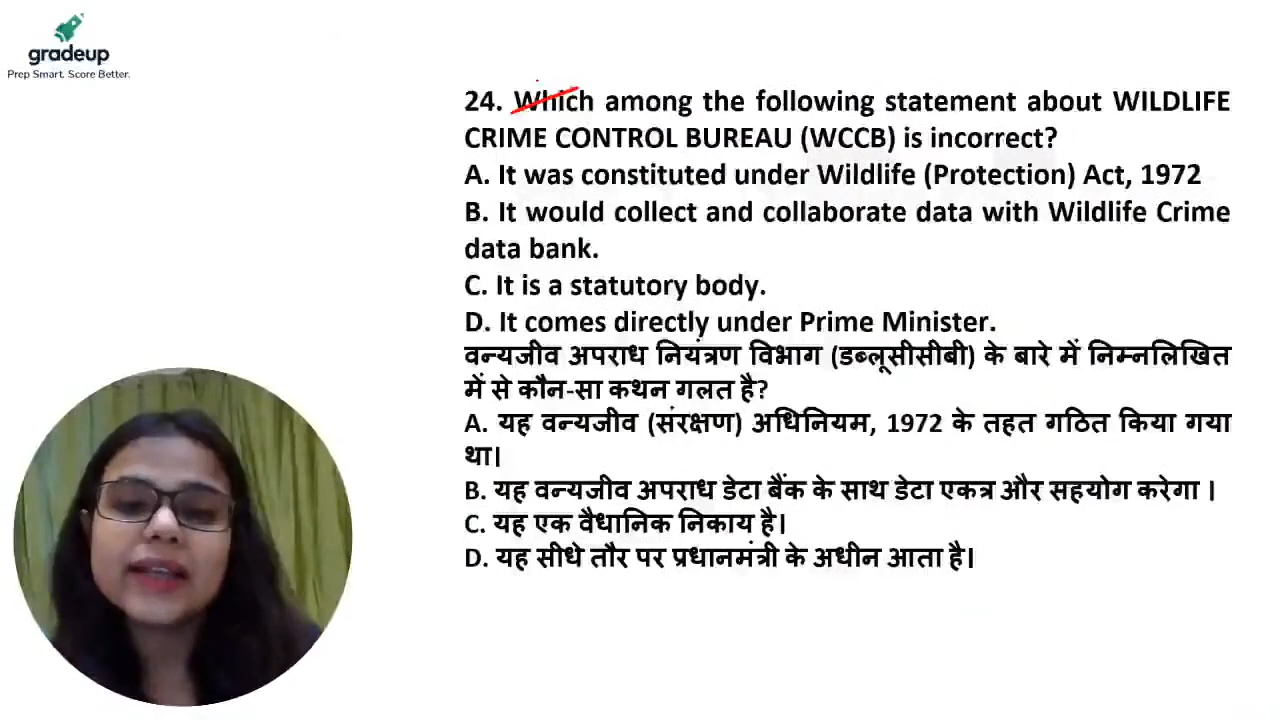 gradeup
Prep Smart. Score Better.
24. Which among the following statement about WILDLIFE
CRIME CONTROL BUREAU (WCCB) is incorrect?
A. It was constituted under Wildlife (Protection) Act, 1972
B. It would collect and collaborate data with Wildlife Crime
data bank.
C. It is a statutory body.
D. It comes directly under Prime Minister.
वन्यजीव अपराध नियंत्रण विभाग (डब्लूसीसीबी) के बारे में निम्नलिखित
में से कौन-सा कथन गलत है?
A. यह वन्यजीव (संरक्षण) अधिनियम, 1972 के तहत गठित किया गया
था।
B. यह वन्यजीव अपराध डेटा बैंक के साथ डेटा एकत्र और सहयोग करेगा ।
C. यह एक वैधानिक निकाय है।
D. यह सीधे तौर पर प्रधानमंत्री के अधीन आता है।